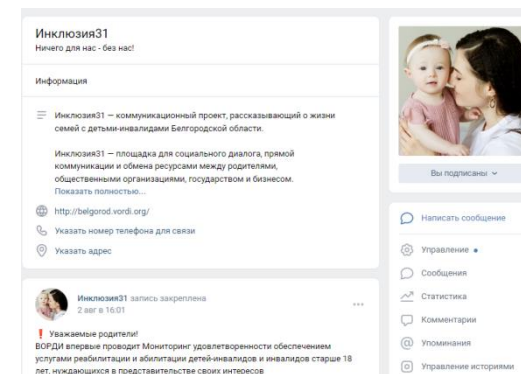 Инклюзия31
Ничего для нас - без нас!
Информация
Инклюзия31 — коммуникационный проект, рассказывающий о жизни
семей с детьми-инвалидами Белгородской области.
Инклюзия31 — площадка для социального диалога, прямой
коммуникации и обмена ресурсами между родителями,
общественными организациями, государством и бизнесом.
Показать полностью...
http://belgorod.vordi.org/
Указать номер телефона для связи
Указать адрес
Инклюзия31 запись закреплена
2 авг в 16:01
❗ Уважаемые родители!
ВОРДИ впервые проводит Мониторинг удовлетворенности обеспечением
услугами реабилитации и абилитации детей-инвалидов и инвалидов старше 18
лет, нуждающихся в представительстве своих интересов
Вы подписаны
Написать сообщение
Управление
Сообщения
Статистика
Комментарии
Упоминания
Управление историями